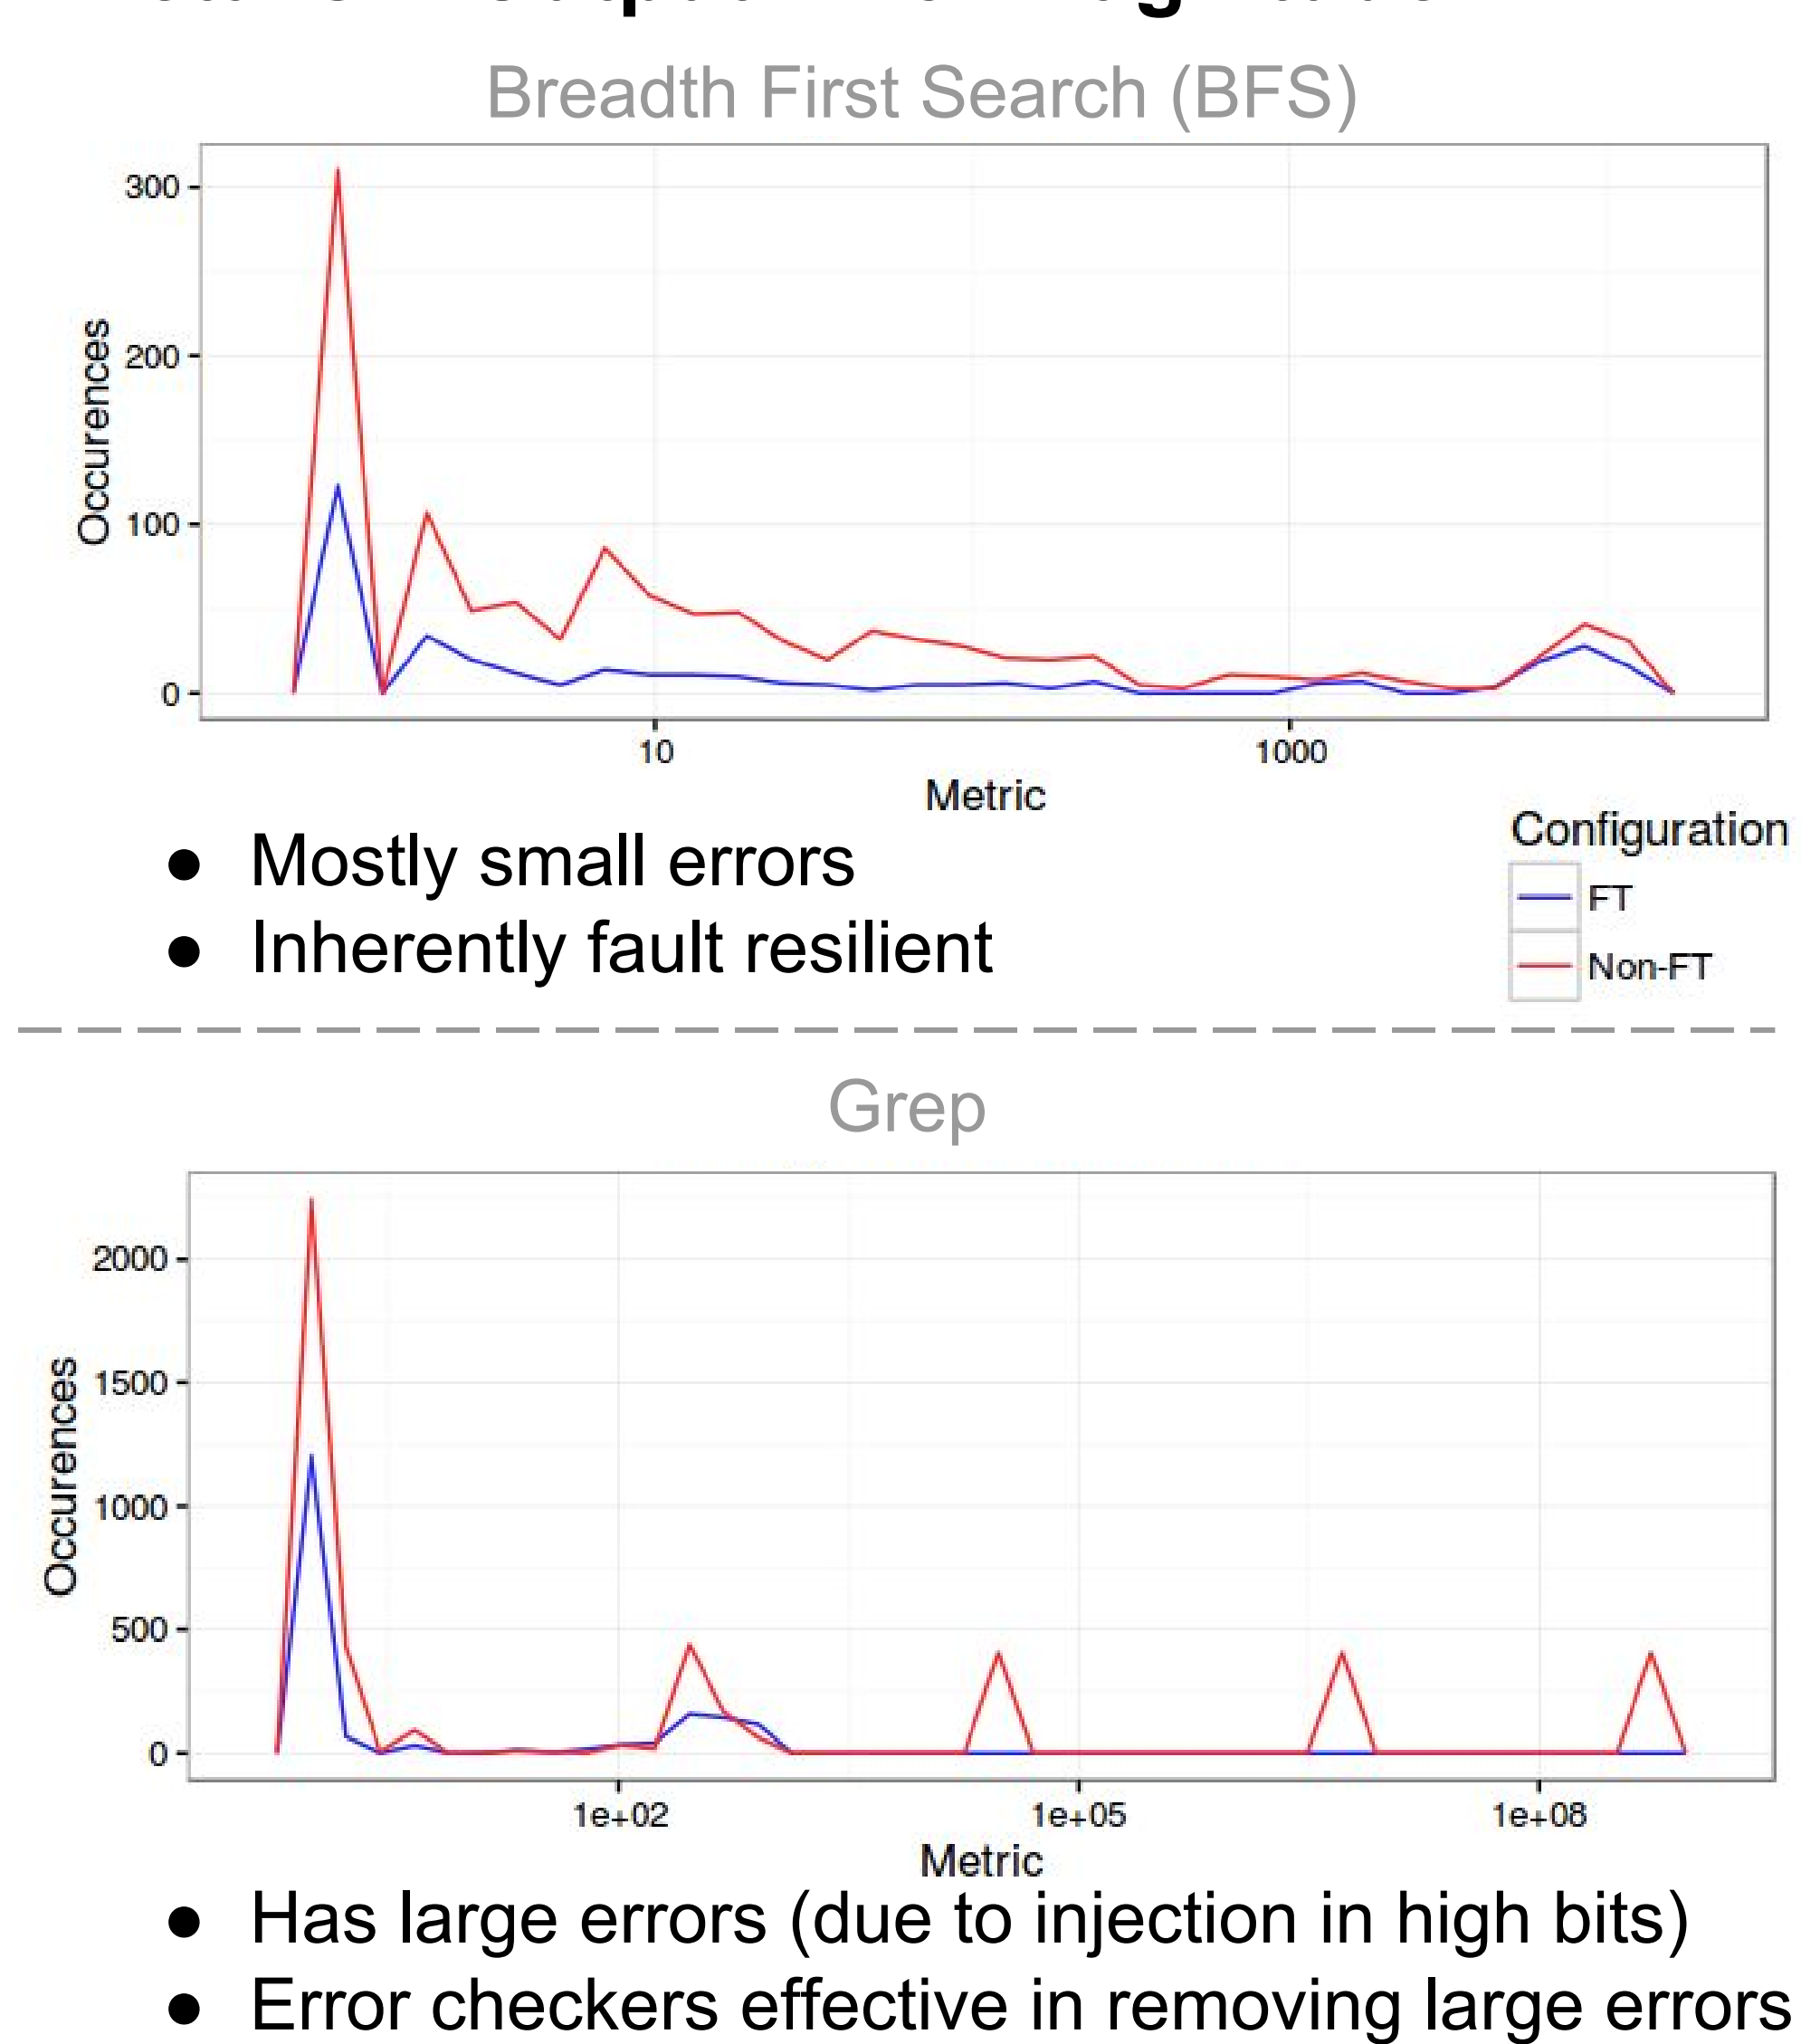 Breadth First Search (BFS)
300
200
100
0
Occurences
10
1000
Metric
Configuration
FT
Non-FT
● Mostly small errors
● Inherently fault resilient
Grep
2000
1500
1000
500
0
Occurences
1e+02
1e+05
1e+08
Metric
● Has large errors (due to injection in high bits)
● Error checkers effective in removing large errors